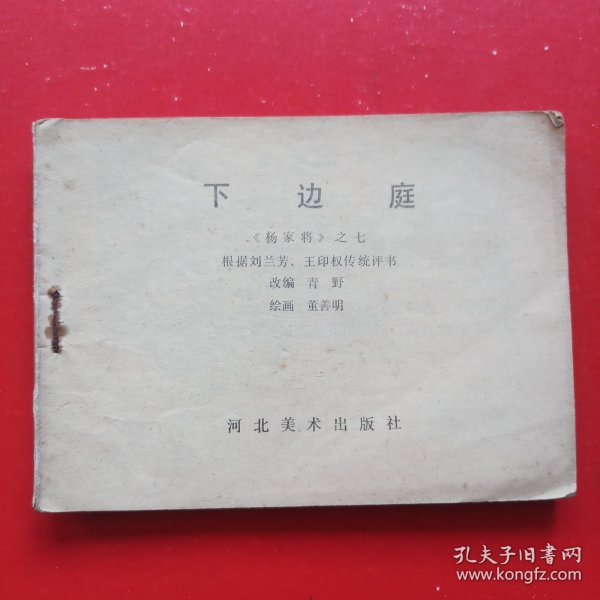 下边庭
《杨家将》之七
根据刘兰芳、王印权传统评书
改编 青野
绘画 董善明
河北美术出版社
孔夫子旧书网
www.kongfz.com